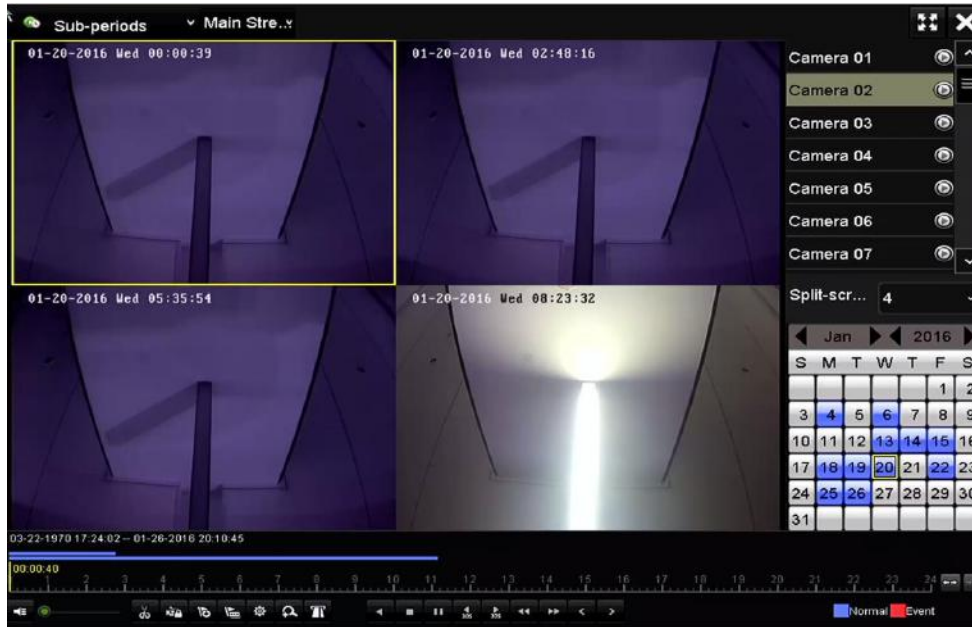 Sub-periods Main Stre...
01-20-2016 Wed 00:00:39
01-20-2016 Wed 02:48:16
01-20-2016 Wed 05:35:54
01-20-2016 Wed 08:23:32
Camera 01
Camera 02
Camera 03
Camera 04
Camera 05
Camera 06
Camera 07
Split-scr... 4
Jan 2016
S M T W T F S
1 2
3 4 5 6 7 8 9
10 11 12 13 14 15 16
17 18 19 20 21 22 23
24 25 26 27 28 29 30
31
03-22-1970 17:24:02 -- 01-26-2016 20:10:45
00:00:40
1 2 3 4 5 6 7 8 9 10 11 12 13 14 15 16 17 18 19 20 21 22 23 24
30s 30s
Normal Event